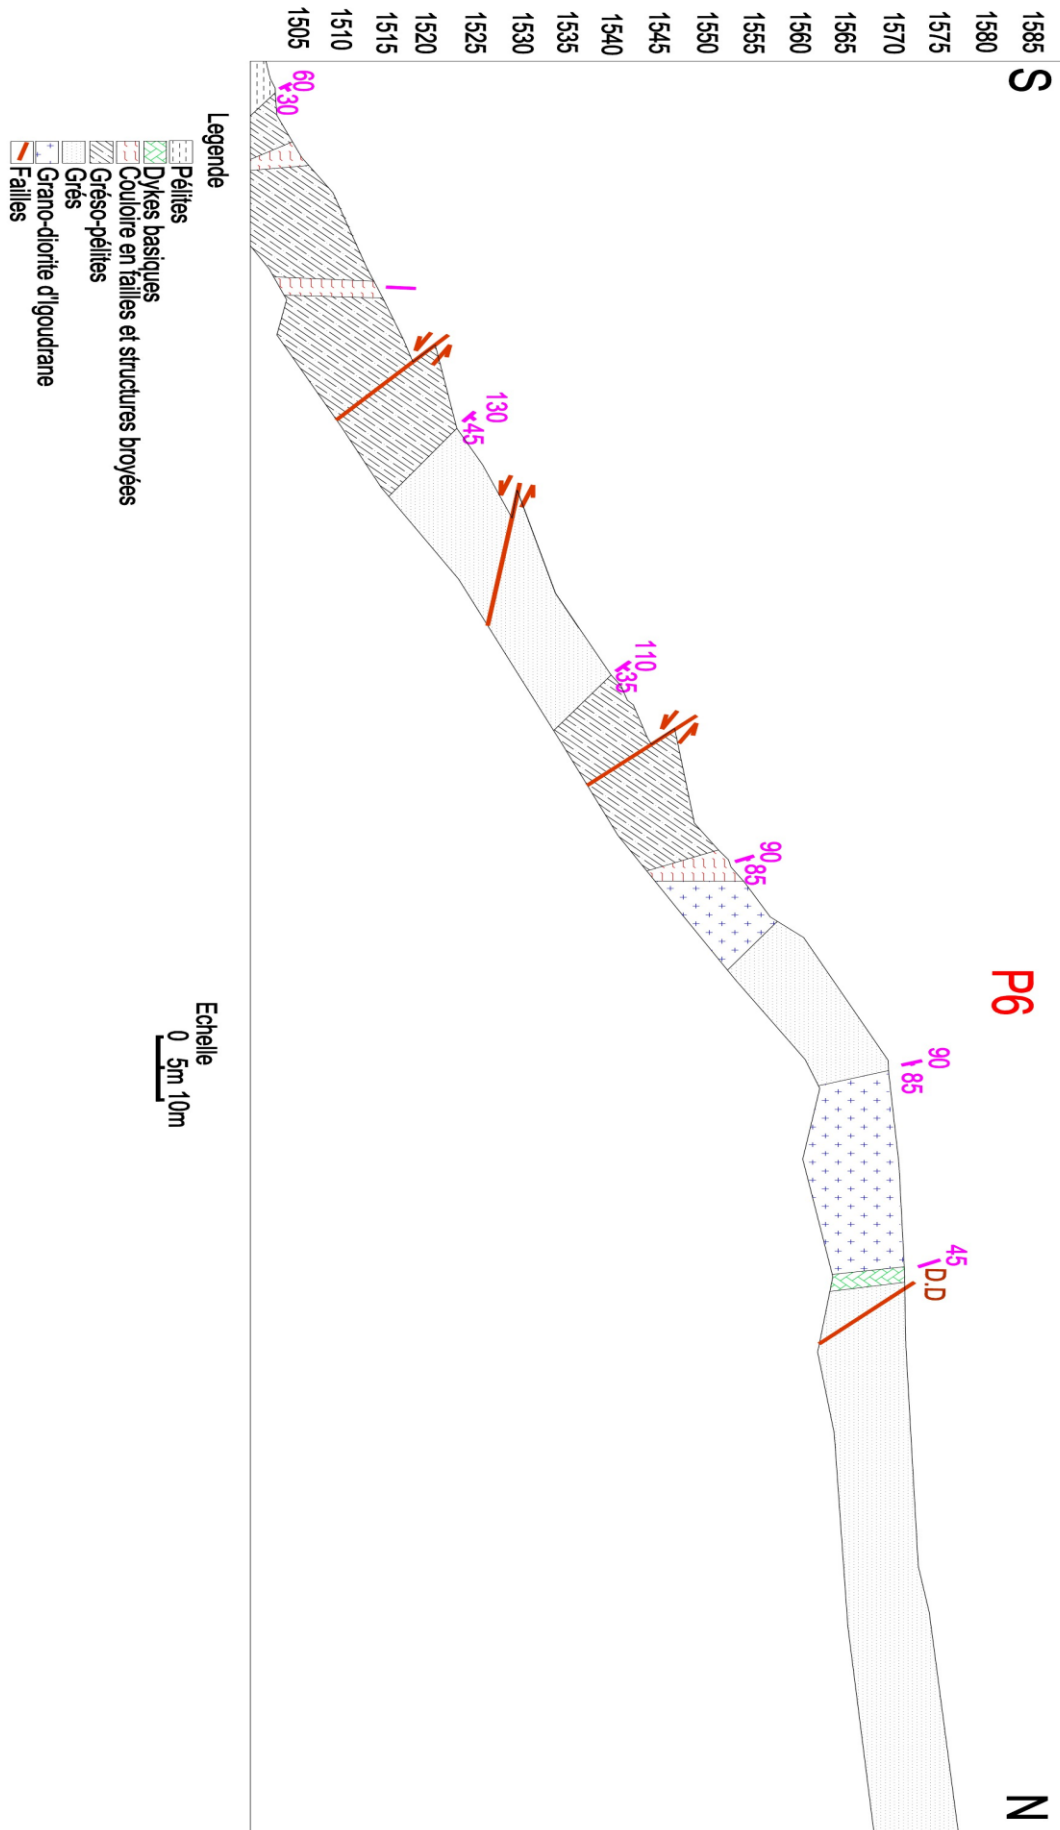 S
P6
N
1585
1580
1575
1570
1565
1560
1555
1550
1545
1540
1535
1530
1525
1520
1515
1510
1505
60
30
130
45
110
35
90
85
90
85
45
D.D
Legende
Pélites
Dykes basiques
Couloire en failles et structures broyées
Gréso-pélites
Grés
Grano-diorite d'Igoudrane
Failles
Echelle
0 5m 10m